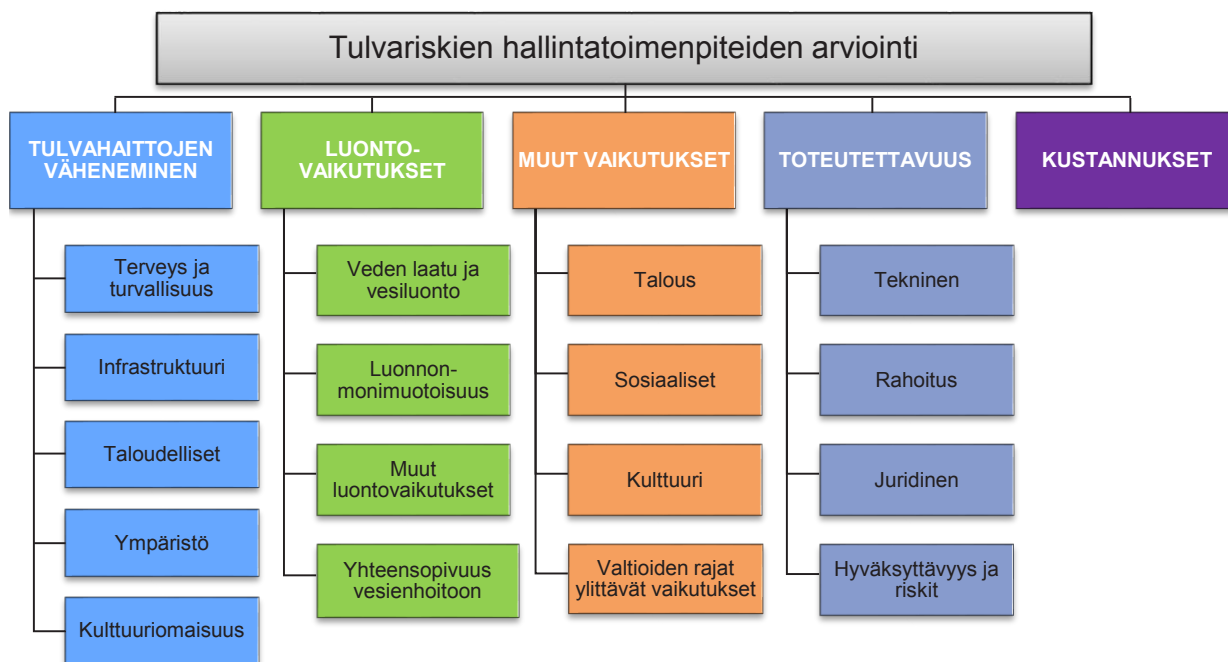 Tulvariskien hallintatoimenpiteiden arviointi
TULVAHAITTOJEN
VÄHENEMINEN
Terveys ja
turvallisuus
Infrastruktuuri
Taloudelliset
Ympäristö
Kulttuuriomaisuus
LUONTO-
VAIKUTUKSET
Veden laatu ja
vesiluonto
Luonnon-
monimuotoisuus
Muut
luontovaikutukset
Yhteensopivuus
vesienhoitoon
MUUT VAIKUTUKSET
Talous
Sosiaaliset
Kulttuuri
Valtioiden rajat
ylittävät vaikutukset
TOTEUTETTAVUUS
Tekninen
Rahoitus
Juridinen
Hyväksyttävyys ja
riskit
KUSTANNUKSET